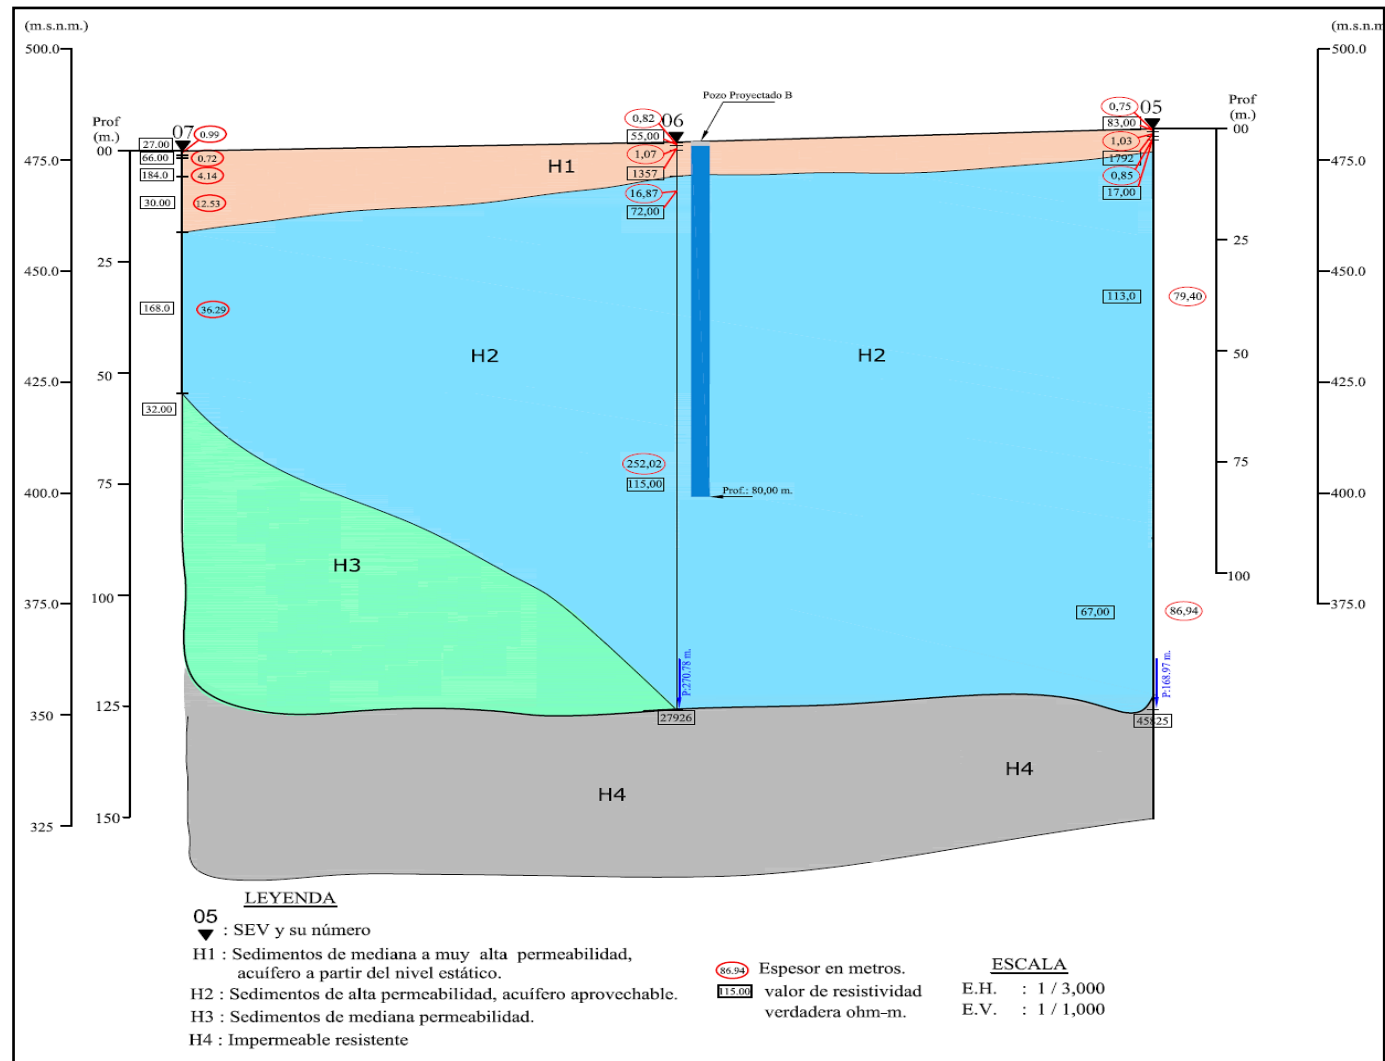 (m.s.n.m.)
(m.s.n.m
500.0
500.0
Pozo Proyectado B
Prof
(m.)
07
0.99
27.00
00
66.00
0.72
184.0
4.14
30.00
12.53
475.0
0,82
06
55,00
1,07
1357
16,87
72,00
H1
0,75
05
83,00
1,03
1792
0,85
17,00
Prof
(m.)
00
475.0
25
25
450.0
450.0
168.0
36.29
113,0
79,40
H2
H2
50
50
425.0
425.0
32.00
252,02
115,00
75
75
Prof.: 80,00 m.
400.0
400.0
H3
100
100
375.0
375.0
67,00
86,94
P:270.78 m.
P:168.97 m.
125
350
27926
45825
H4
H4
150
325
LEYENDA
05
: SEV y su número
H1 : Sedimentos de mediana a muy alta permeabilidad,
acuífero a partir del nivel estático.
H2 : Sedimentos de alta permeabilidad, acuífero aprovechable.
H3 : Sedimentos de mediana permeabilidad.
H4 : Impermeable resistente
86.94 Espesor en metros.
115.00 valor de resistividad
verdadera ohm-m.
ESCALA
E.H. : 1 / 3,000
E.V. : 1 / 1,000